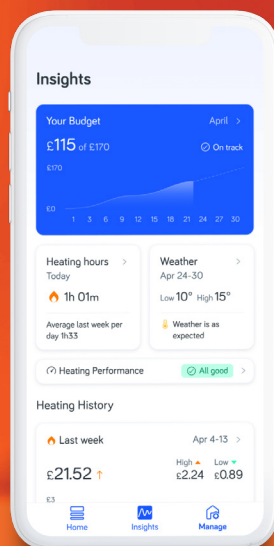 Insights
Your Budget
April >
£115 of £170
On track
£170
£0
1 3 6 9 12 15 18 21 24 27 30
Heating hours >
Today
1h 01m
Average last week per
day 1h33
Weather >
Apr 24-30
Low 10° High 15°
Weather is as
expected
Heating Performance
All good >
Heating History
Last week
Apr 4-13 >
£21.52 ↑
High ▲ Low ▼
£2.24 £0.89
£3
Home
Insights
Manage